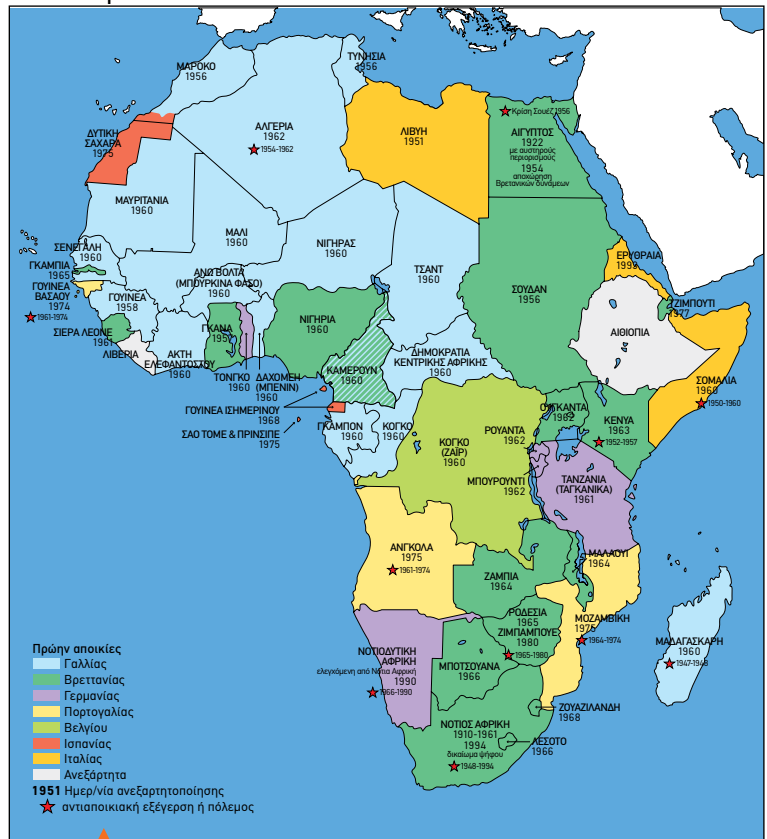 ΜΑΡΟΚΟ
1956
ΤΥΝΗΣΙΑ
1956
ΑΛΓΕΡΙΑ
1962
1954-1962
ΛΙΒΥΗ
1951
Κρίση Σουέζ 1956
ΑΙΓΥΠΤΟΣ
1922
με αυστηρούς
περιορισμούς
1954
αποχώρηση
Βρετανικών δυνάμεων
ΔΥΤΙΚΗ
ΣΑΧΑΡΑ
1975
ΜΑΥΡΙΤΑΝΙΑ
1960
ΜΑΛΙ
1960
ΝΙΓΗΡΑΣ
1960
ΤΣΑΝΤ
1960
ΣΟΥΔΑΝ
1956
ΕΡΥΘΡΑΙΑ
1993
ΤΖΙΜΠΟΥΤΙ
1977
ΑΙΘΙΟΠΙΑ
ΣΟΜΑΛΙΑ
1960
1950-1960
ΣΕΝΕΓΑΛΗ
1960
ΓΚΑΜΠΙΑ
1965
ΓΟΥΙΝΕΑ
ΒΑΣΑΟΥ
1974
1961-1974
ΓΟΥΙΝΕΑ
1958
ΣΙΕΡΑ ΛΕΟΝΕ
1961
ΛΙΒΕΡΙΑ
ΑΚΤΗ
ΕΛΕΦΑΝΤΟΣΤΟΥ
1960
ΑΝΩ ΒΟΛΤΑ
(ΜΠΟΥΡΚΙΝΑ ΦΑΣΟ)
1960
ΓΚΑΝΑ
1957
ΤΟΝΓΚΟ
1960
ΔΑΧΟΜΕΗ
(ΜΠΕΝΙΝ)
1960
ΝΙΓΗΡΙΑ
1960
ΚΑΜΕΡΟΥΝ
1960
ΔΗΜΟΚΡΑΤΙΑ
ΚΕΝΤΡΙΚΗΣ ΑΦΡΙΚΗΣ
1960
ΓΟΥΙΝΕΑ ΙΣΗΜΕΡΙΝΟΥ
1968
ΣΑΟ ΤΟΜΕ & ΠΡΙΝΣΙΠΕ
1975
ΓΚΑΜΠΟΝ
1960
ΚΟΓΚΟ
1960
ΚΟΓΚΟ
(ΖΑΪΡ)
1960
ΡΟΥΑΝΤΑ
1962
ΜΠΟΥΡΟΥΝΤΙ
1962
ΟΥΓΚΑΝΤΑ
1962
ΚΕΝΥΑ
1963
1952-1957
ΤΑΝΖΑΝΙΑ
(ΤΑΓΚΑΝΙΚΑ)
1961
ΑΝΓΚΟΛΑ
1975
1961-1974
ΖΑΜΠΙΑ
1964
ΜΑΛΑΟΥΙ
1964
ΜΟΖΑΜΒΙΚΗ
1975
1964-1974
ΡΟΔΕΣΙΑ
1965
ΖΙΜΠΑΜΠΟΥΕ
1980
1965-1980
ΜΑΔΑΓΑΣΚΑΡΗ
1960
1947-1948
ΝΟΤΙΟΔΥΤΙΚΗ
ΑΦΡΙΚΗ
ελεγχάμενη από Νότια Αφρική
1990
1966-1990
ΜΠΟΤΣΟΥΑΝΑ
1966
ΖΟΥΑΖΙΛΑΝΔΗ
1968
ΛΕΣΟΤΟ
1966
ΝΟΤΙΟΣ ΑΦΡΙΚΗ
1910-1961
1994
δικαίωμα ψήφου
1948-1994
Πρώην αποικίες
Γαλλίας
Βρεττανίας
Γερμανίας
Πορτογαλίας
Βελγίου
Ισπανίας
Ιταλίας
Ανεξάρτητα
1951 Ημερ/νία ανεξαρτητοποίησης
αντιαποικιακή εξέγερση ή πόλεμος